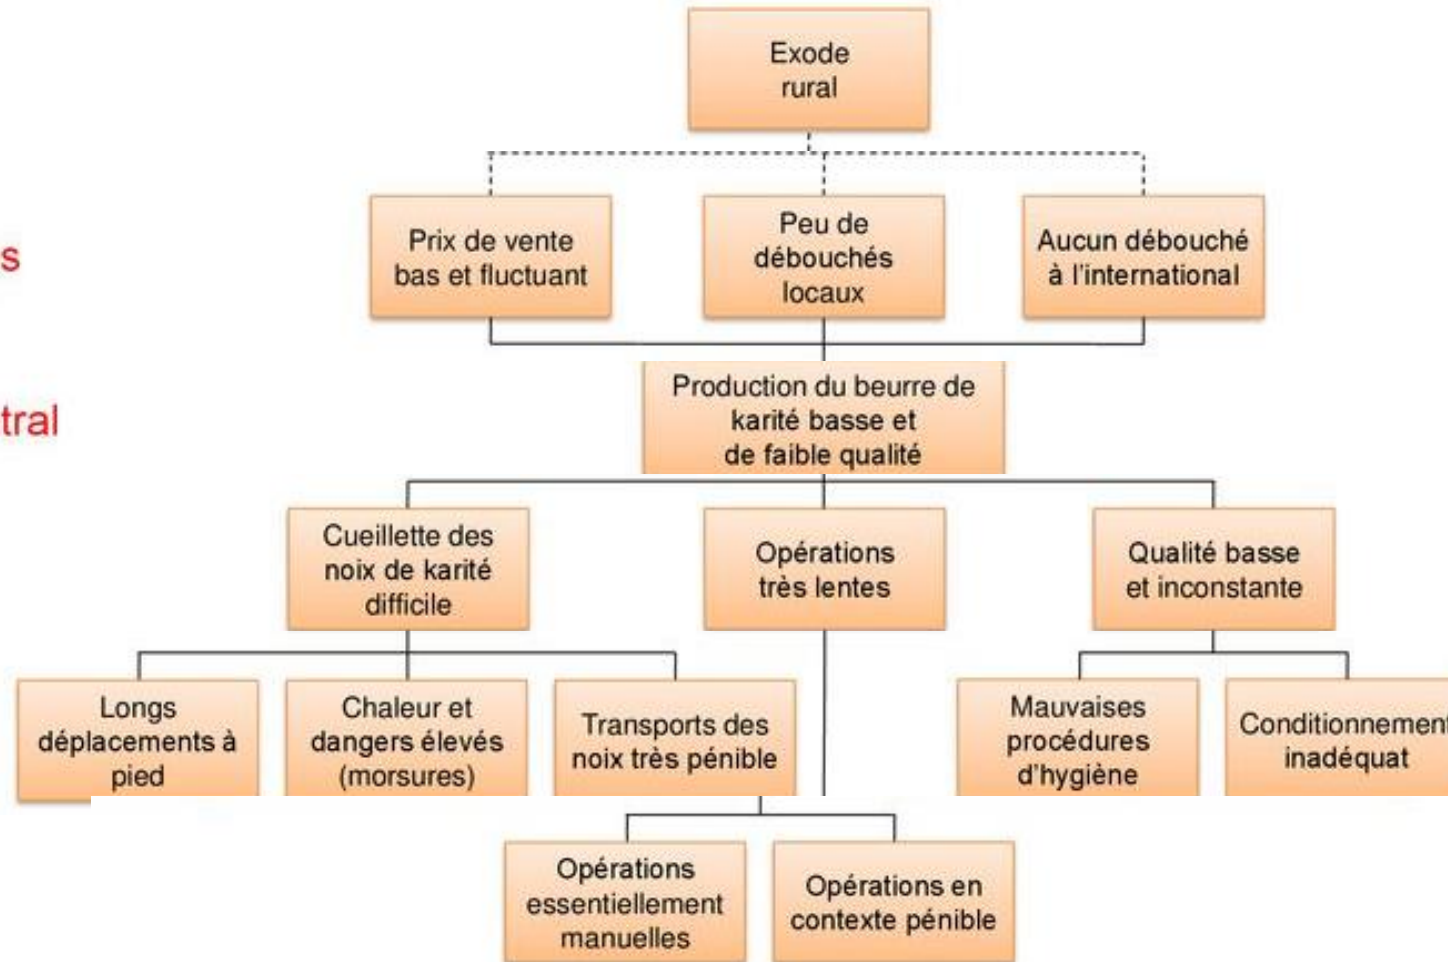 Exode
rural
Prix de vente
bas et fluctuant
Peu de
débouchés
locaux
Aucun débouché
à l'international
s
tral
Production du beurre de
karité basse et
de faible qualité
Cueillette des
noix de karité
difficile
Opérations
très lentes
Qualité basse
et inconstante
Longs
déplacements à
pied
Chaleur et
dangers élevés
(morsures)
Transports des
noix très pénible
Mauvaises
procédures
d'hygiène
Conditionnement
inadéquat
Opérations
essentiellement
manuelles
Opérations en
contexte pénible